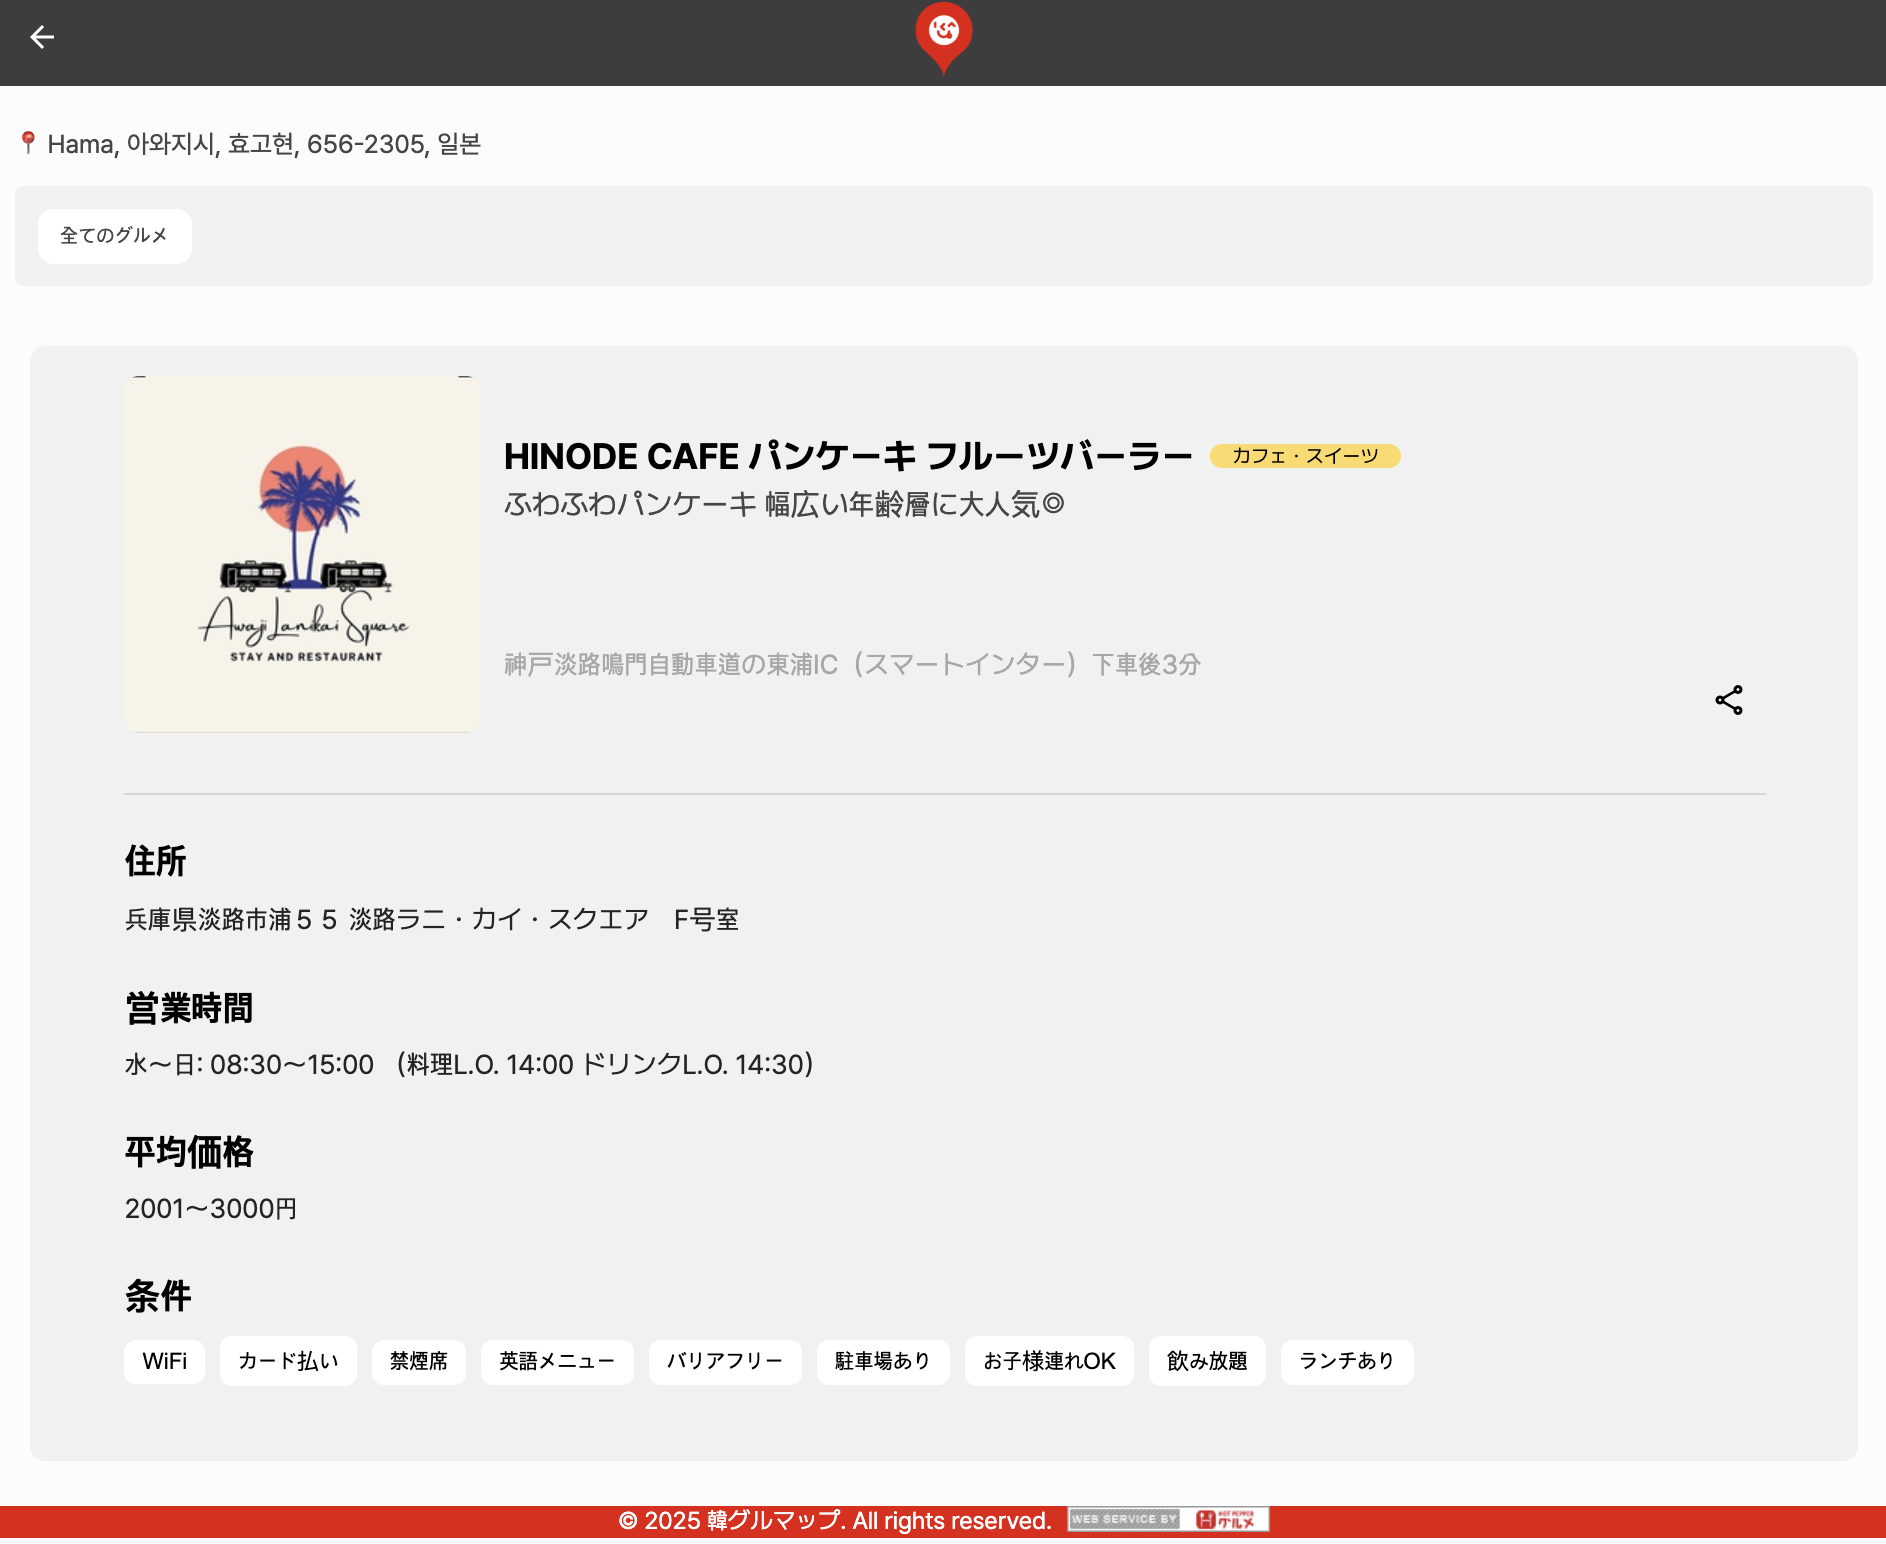 Hama, 아와지시, 효고현, 656-2305, 일본
全てのグルメ
HINODE CAFE パンケーキ フルーツバーラー
カフェ・スイーツ
ふわふわパンケーキ 幅広い年齢層に大人気◎
Awaji Lanikai Square
STAY AND RESTAURANT
神戸淡路鳴門自動車道の東浦IC（スマートインター）下車後3分
住所
兵庫県淡路市浦５５ 淡路ラニ・カイ・スクエア　F号室
営業時間
水～日: 08:30～15:00 （料理L.O. 14:00 ドリンクL.O. 14:30）
平均価格
2001～3000円
条件
WiFi
カード払い
禁煙席
英語メニュー
バリアフリー
駐車場あり
お子様連れOK
飲み放題
ランチあり
© 2025 韓グルマップ. All rights reserved.
WEB SERVICE BY
HOT PEPPER
グルメ